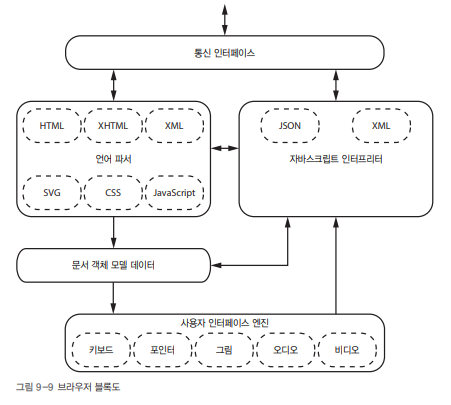 통신 인터페이스
HTML XHTML XML
언어 파서
SVG CSS JavaScript
JSON XML
자바스크립트 인터프리터
문서 객체 모델 데이터
사용자 인터페이스 엔진
키보드 포인터 그림 오디오 비디오
그림 9-9 브라우저 블록도